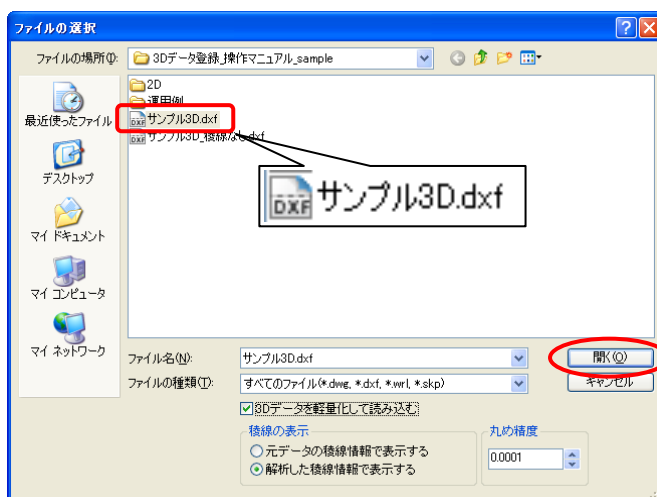 ファイルの選択
ファイルの場所(I):
3Dデータ登録_操作マニュアル_sample
最近使ったファイル
デスクトップ
マイ ドキュメント
マイ コンピュータ
マイ ネットワーク
2D
運用例
サンプル3D.dxf
サンプル3D_稜線なし.dxf
DXF サンプル3D.dxf
ファイル名(N):
サンプル3D.dxf
開く(O)
ファイルの種類(T):
すべてのファイル(*.dwg, *.dxf, *.wrl, *.skp)
キャンセル
3Dデータを軽量化して読み込む
稜線の表示
元データの稜線情報で表示する
解析した稜線情報で表示する
丸め精度
0.0001